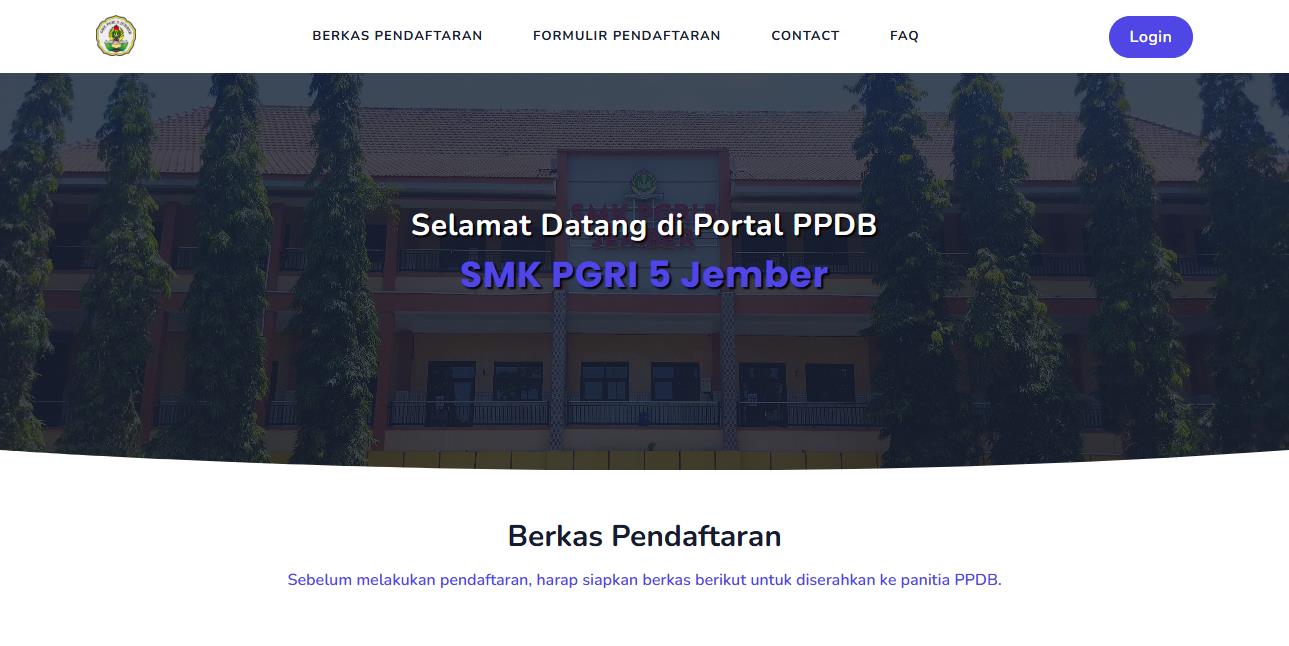 BERKAS PENDAFTARAN
FORMULIR PENDAFTARAN
CONTACT
FAQ
Login
Selamat Datang di Portal PPDB
SMK PGRI 5 Jember
Berkas Pendaftaran
Sebelum melakukan pendaftaran, harap siapkan berkas berikut untuk diserahkan ke panitia PPDB.